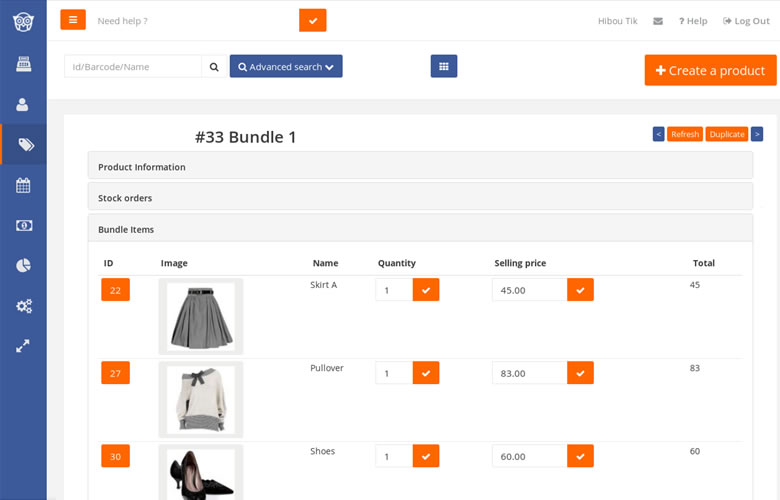 Need help ?
Hibou Tik
? Help
Log Out
Id/Barcode/Name
Advanced search
Create a product
#33 Bundle 1
< Refresh Duplicate >
Product Information
Stock orders
Bundle Items
ID Image Name Quantity Selling price Total
22 Skirt A 1 45.00 45
27 Pullover 1 83.00 83
30 Shoes 1 60.00 60